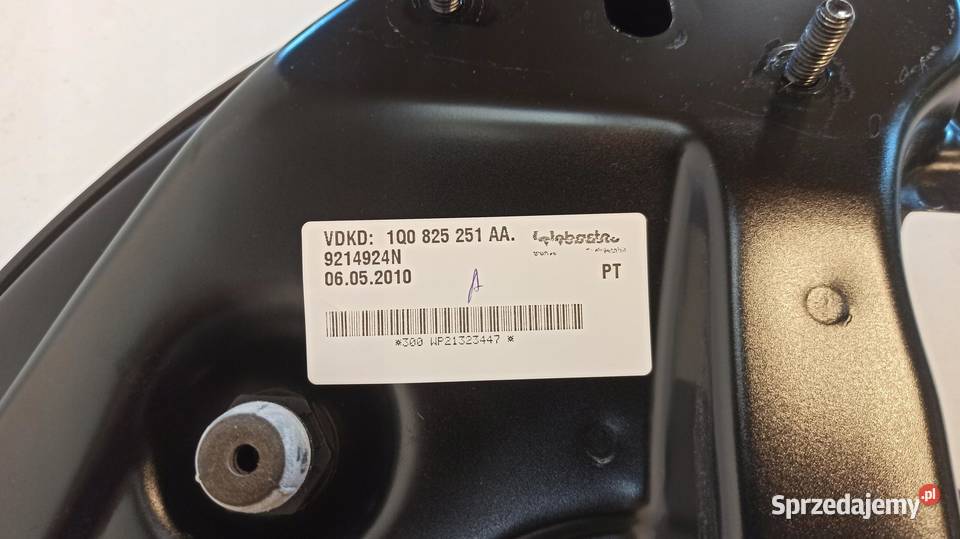 VDKD: 1Q0 825 251 AA.
9214924N
06.05.2010
PT
*300 WP21323447 *
Sprzedajemy.pl